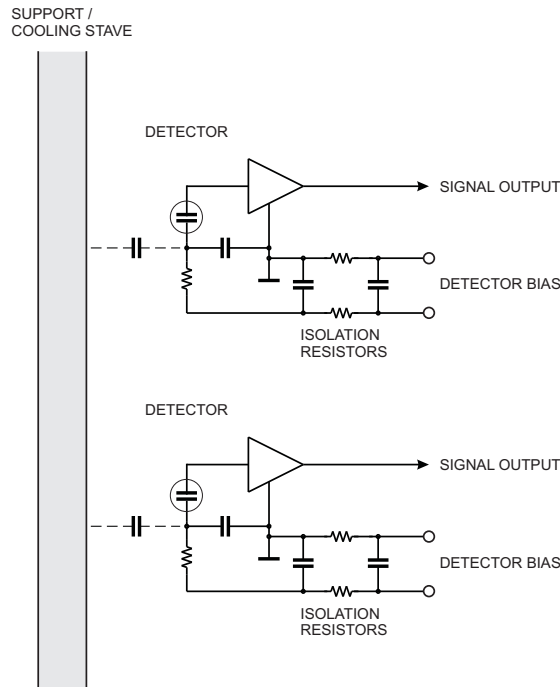 SUPPORT /
COOLING STAVE
DETECTOR
SIGNAL OUTPUT
DETECTOR BIAS
ISOLATION
RESISTORS
DETECTOR
SIGNAL OUTPUT
DETECTOR BIAS
ISOLATION
RESISTORS